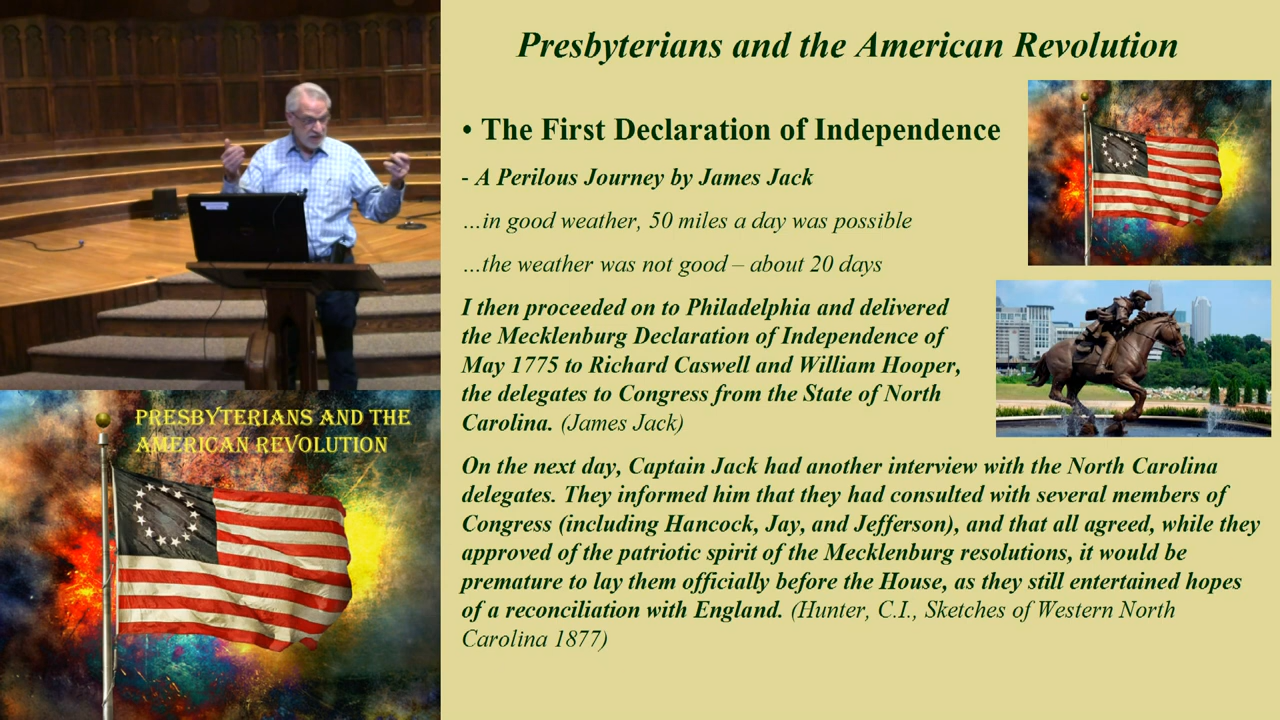 Presbyterians and the American Revolution
• The First Declaration of Independence
- A Perilous Journey by James Jack
…in good weather, 50 miles a day was possible
…the weather was not good – about 20 days
I then proceeded on to Philadelphia and delivered
the Mecklenburg Declaration of Independence of
May 1775 to Richard Caswell and William Hooper,
the delegates to Congress from the State of North
Carolina. (James Jack)
On the next day, Captain Jack had another interview with the North Carolina
delegates. They informed him that they had consulted with several members of
Congress (including Hancock, Jay, and Jefferson), and that all agreed, while they
approved of the patriotic spirit of the Mecklenburg resolutions, it would be
premature to lay them officially before the House, as they still entertained hopes
of a reconciliation with England. (Hunter, C.I., Sketches of Western North
Carolina 1877)
PRESBYTERIANS AND THE
AMERICAN REVOLUTION